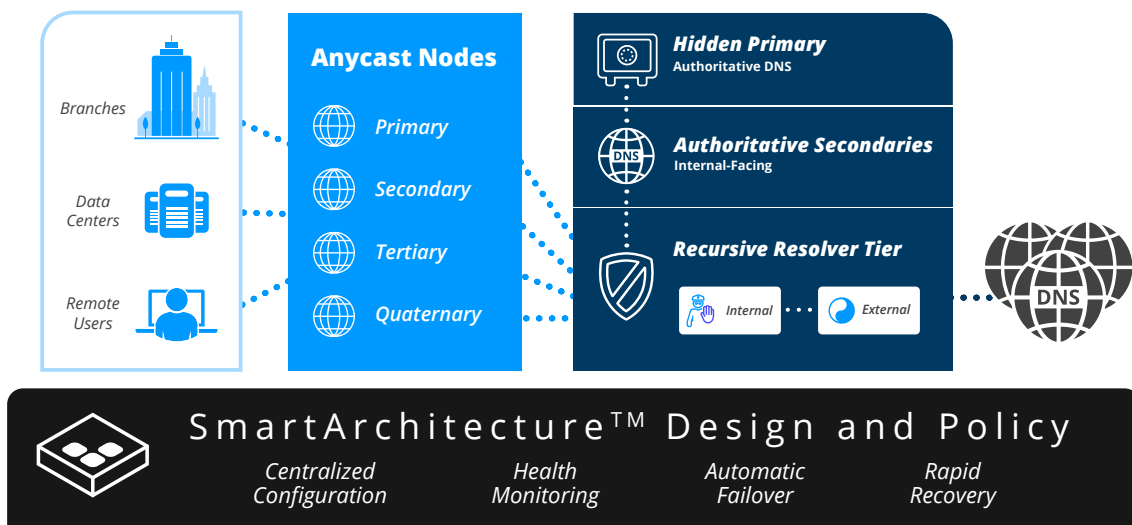 Branches
Data
Centers
Remote
Users
Anycast Nodes
Primary
Secondary
Tertiary
Quaternary
Hidden Primary
Authoritative DNS
DNS
Authoritative Secondaries
Internal-Facing
Recursive Resolver Tier
Internal
External
DNS
SmartArchitecture™ Design and Policy
Centralized
Configuration
Health
Monitoring
Automatic
Failover
Rapid
Recovery